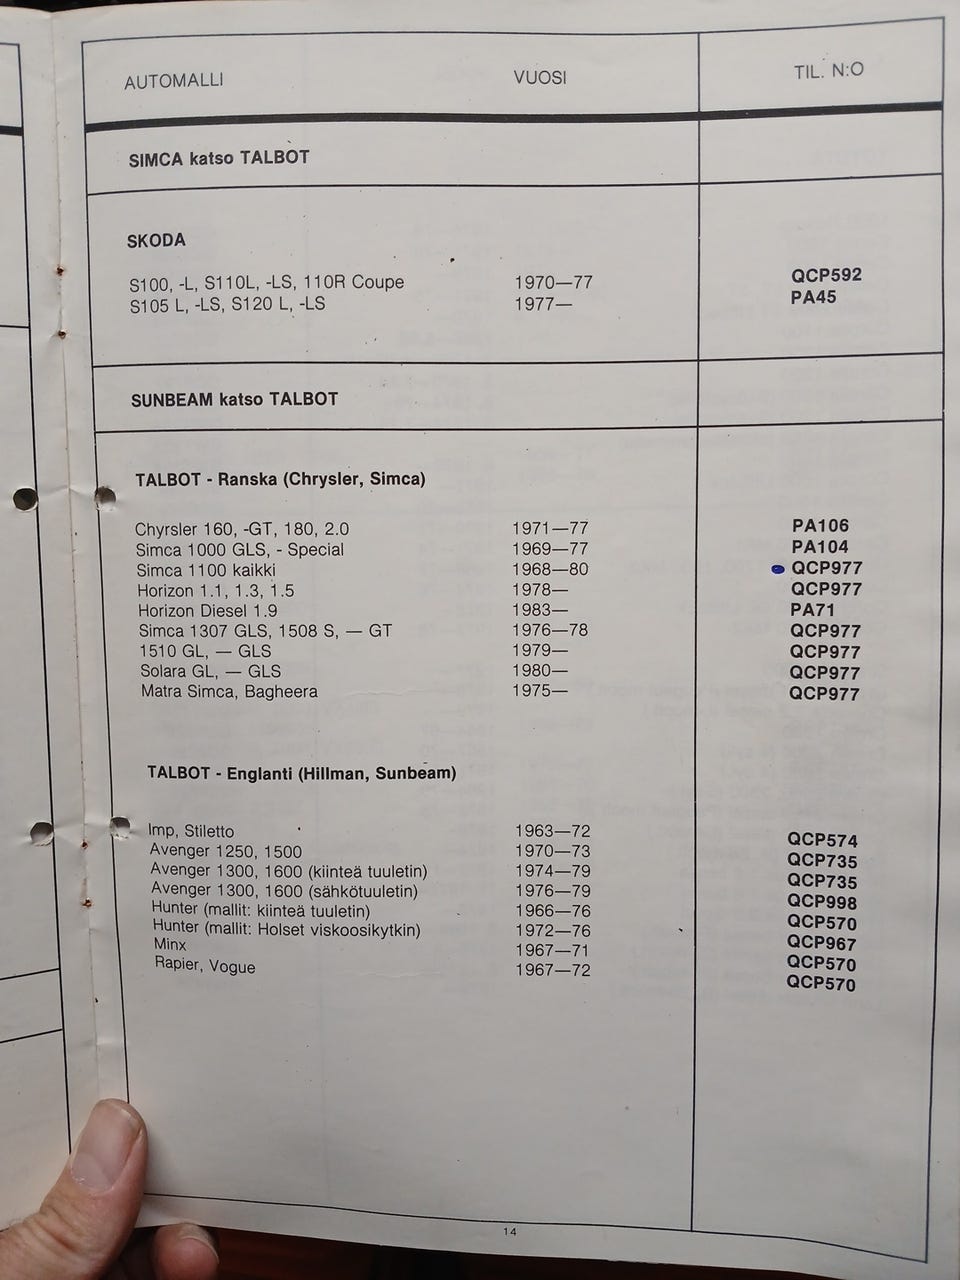 AUTOMALLI VUOSI TIL. N:O
SIMCA katso TALBOT
SKODA
S100, -L, S110L, -LS, 110R Coupe 1970—77 QCP592
S105 L, -LS, S120 L, -LS 1977— PA45
SUNBEAM katso TALBOT
TALBOT - Ranska (Chrysler, Simca)
Chyrsler 160, -GT, 180, 2.0 1971—77 PA106
Simca 1000 GLS, - Special 1969—77 PA104
Simca 1100 kaikki 1968—80 QCP977
Horizon 1.1, 1.3, 1.5 1978— QCP977
Horizon Diesel 1.9 1983— PA71
Simca 1307 GLS, 1508 S, — GT 1976—78 QCP977
1510 GL, — GLS 1979— QCP977
Solara GL, — GLS 1980— QCP977
Matra Simca, Bagheera 1975— QCP977
TALBOT - Englanti (Hillman, Sunbeam)
Imp, Stiletto 1963—72 QCP574
Avenger 1250, 1500 1970—73 QCP735
Avenger 1300, 1600 (kiinteä tuuletin) 1974—79 QCP735
Avenger 1300, 1600 (sähkötuuletin) 1976—79 QCP998
Hunter (mallit: kiinteä tuuletin) 1966—76 QCP570
Hunter (mallit: Holset viskoosikytkin) 1972—76 QCP967
Minx 1967—71 QCP570
Rapier, Vogue 1967—72 QCP570
14